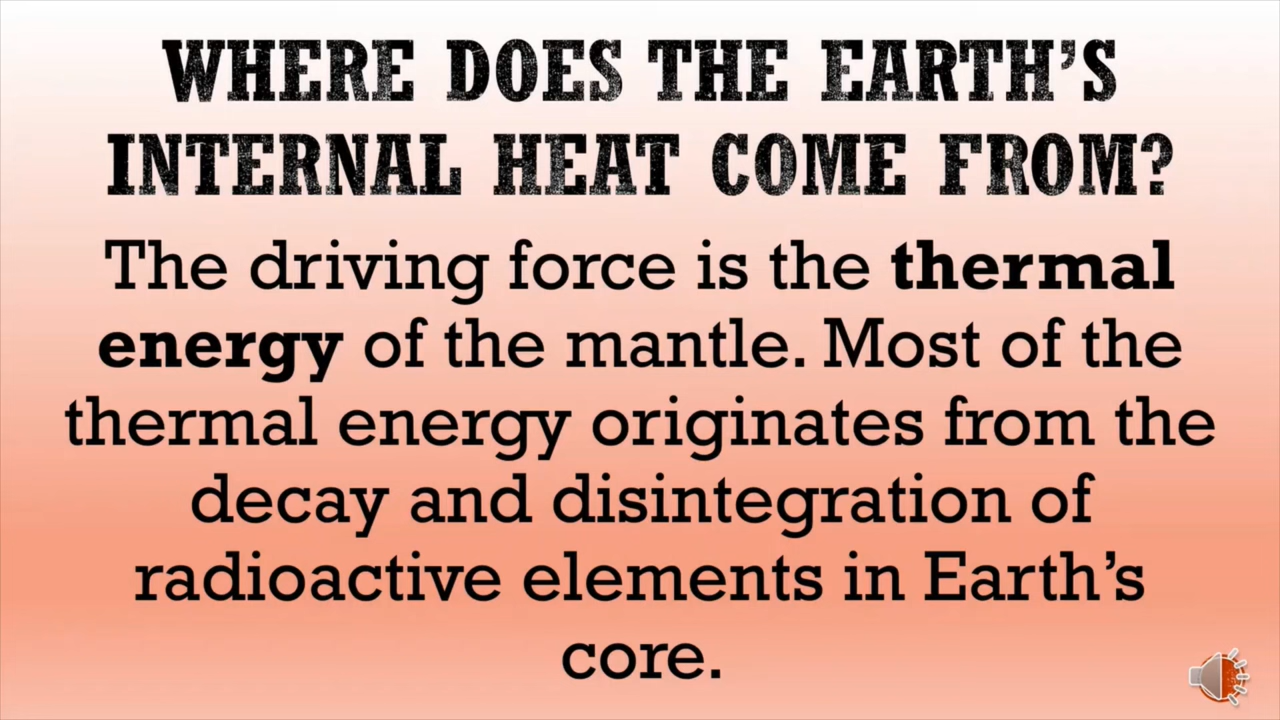 WHERE DOES THE EARTH'S
INTERNAL HEAT COME FROM?
The driving force is the thermal
energy of the mantle. Most of the
thermal energy originates from the
decay and disintegration of
radioactive elements in Earth's
core.